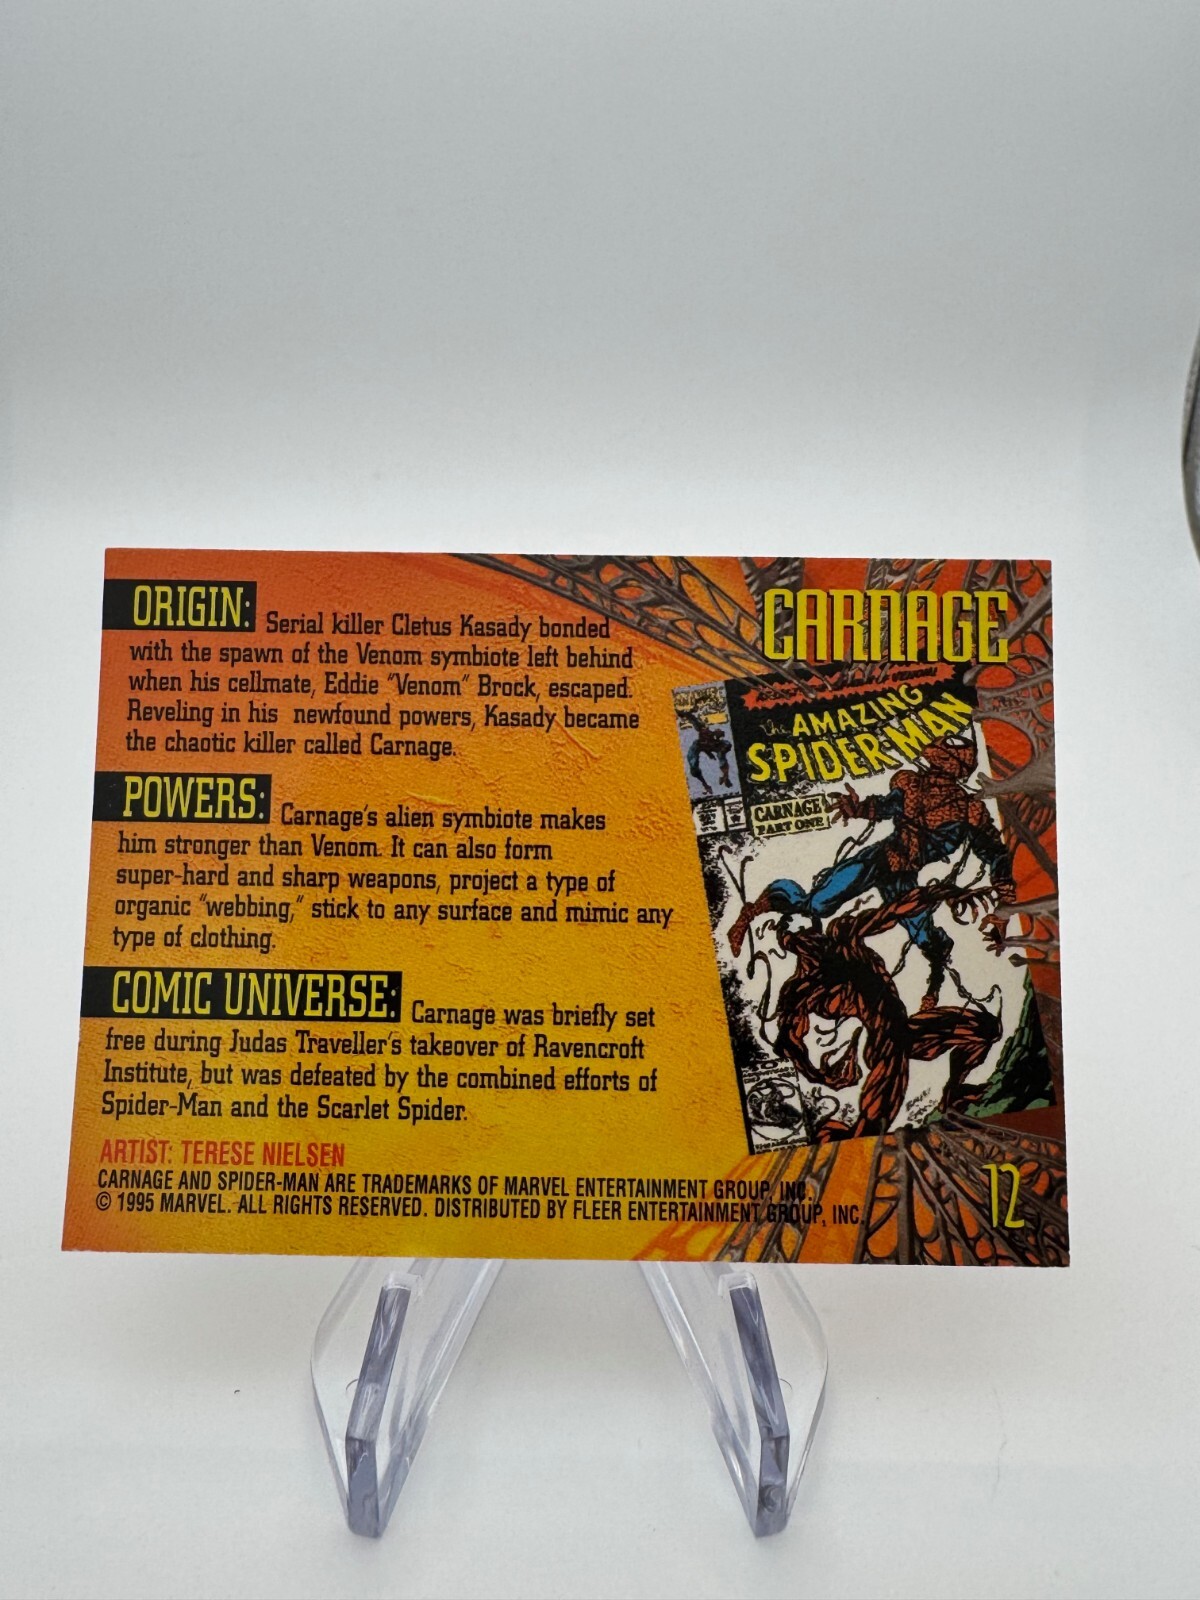 ORIGIN: Serial killer Cletus Kasady bonded
with the spawn of the Venom symbiote left behind
when his cellmate, Eddie "Venom" Brock, escaped.
Reveling in his newfound powers, Kasady became
the chaotic killer called Carnage.
POWERS: Carnage's alien symbiote makes
him stronger than Venom. It can also form
super-hard and sharp weapons, project a type of
organic "webbing," stick to any surface and mimic any
type of clothing.
COMIC UNIVERSE: Carnage was briefly set
free during Judas Traveller's takeover of Ravencroft
Institute, but was defeated by the combined efforts of
Spider-Man and the Scarlet Spider.
ARTIST: TERESE NIELSEN
CARNAGE AND SPIDER-MAN ARE TRADEMARKS OF MARVEL ENTERTAINMENT GROUP, INC.
© 1995 MARVEL. ALL RIGHTS RESERVED. DISTRIBUTED BY FLEER ENTERTAINMENT GROUP, INC.
CARNAGE
the AMAZING
SPIDER-MAN
CARNAGE
PART ONE!
12